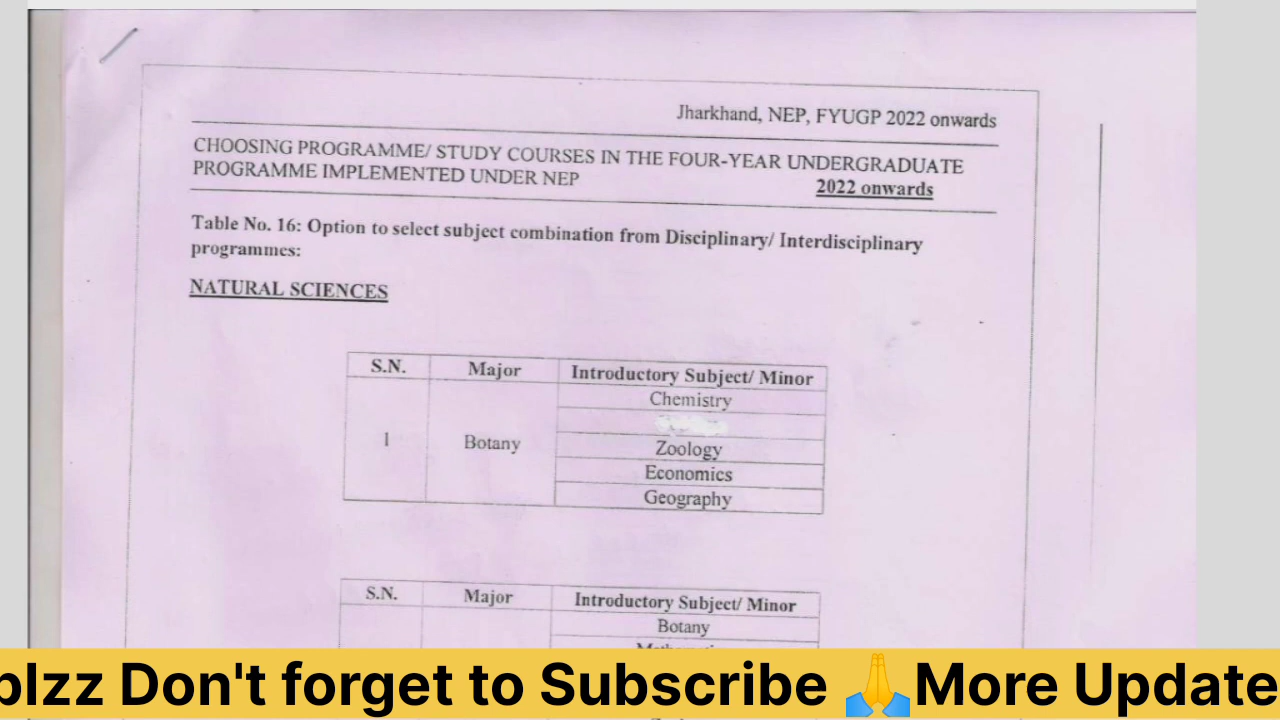 Jharkhand, NEP, FYUGP 2022 onwards
CHOOSING PROGRAMME/ STUDY COURSES IN THE FOUR-YEAR UNDERGRADUATE
PROGRAMME IMPLEMENTED UNDER NEP 2022 onwards
Table No. 16: Option to select subject combination from Disciplinary/ Interdisciplinary
programmes:
NATURAL SCIENCES
S.N. Major Introductory Subject/ Minor
Chemistry
1 Botany
Zoology
Economics
Geography
S.N. Major Introductory Subject/ Minor
Botany
plzz Don't forget to Subscribe 🙏More Update